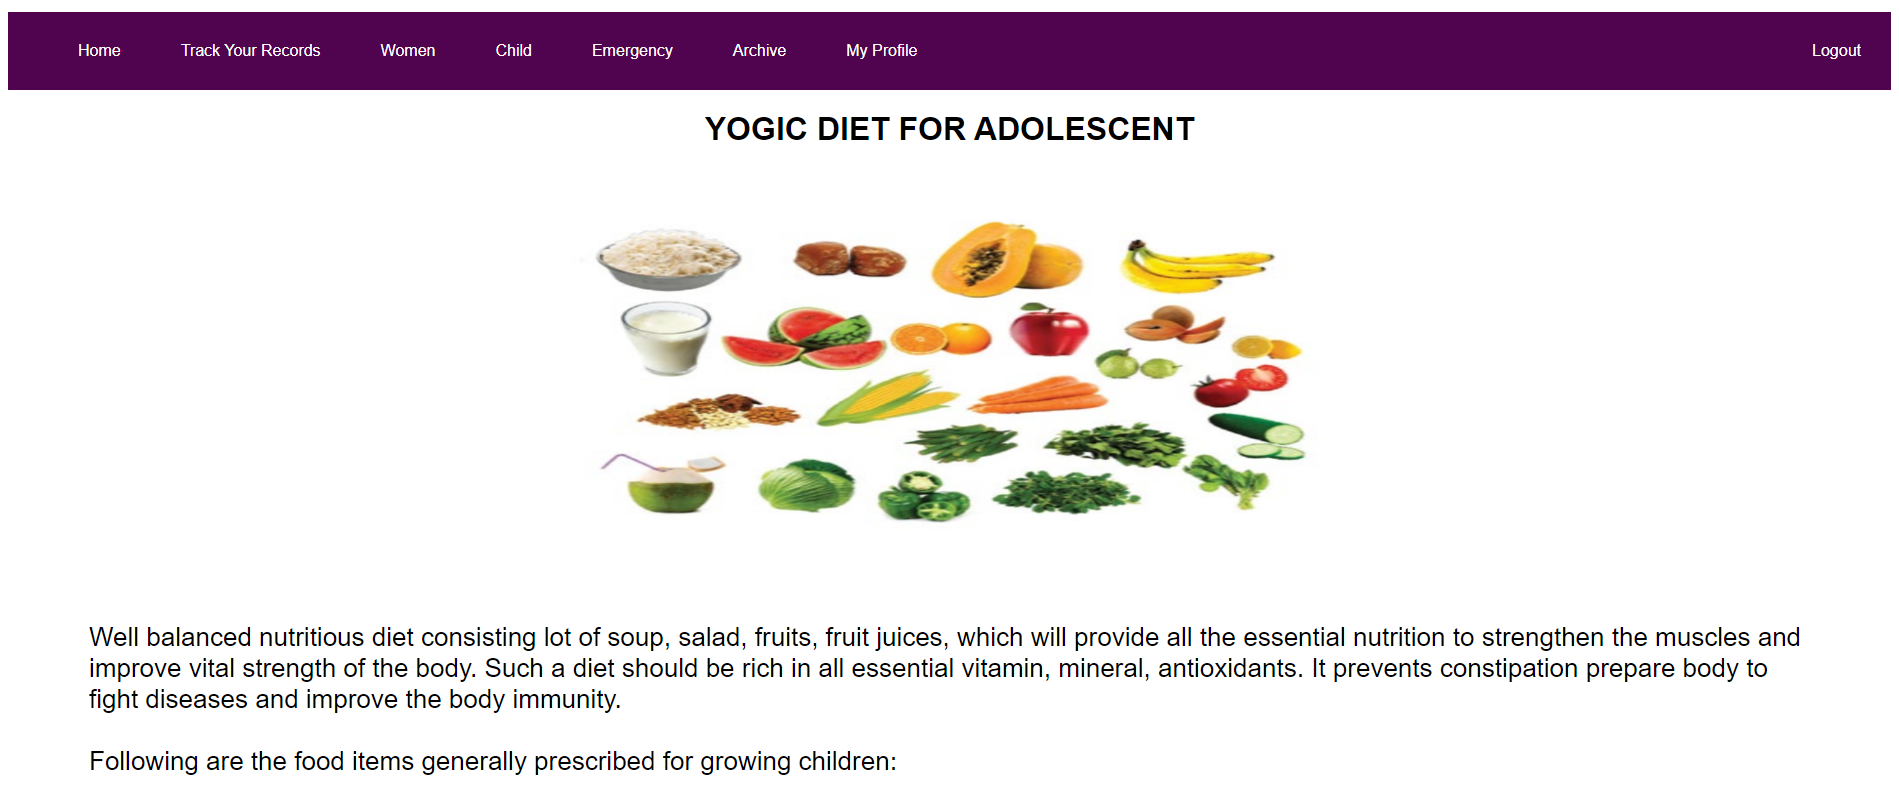 Home Track Your Records Women Child Emergency Archive My Profile Logout
YOGIC DIET FOR ADOLESCENT
Well balanced nutritious diet consisting lot of soup, salad, fruits, fruit juices, which will provide all the essential nutrition to strengthen the muscles and
improve vital strength of the body. Such a diet should be rich in all essential vitamin, mineral, antioxidants. It prevents constipation prepare body to
fight diseases and improve the body immunity.
Following are the food items generally prescribed for growing children: